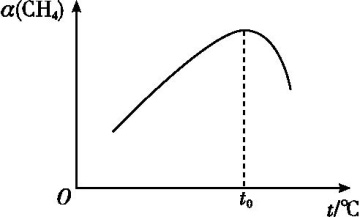 α(CH₄)
O
t₀
t/℃